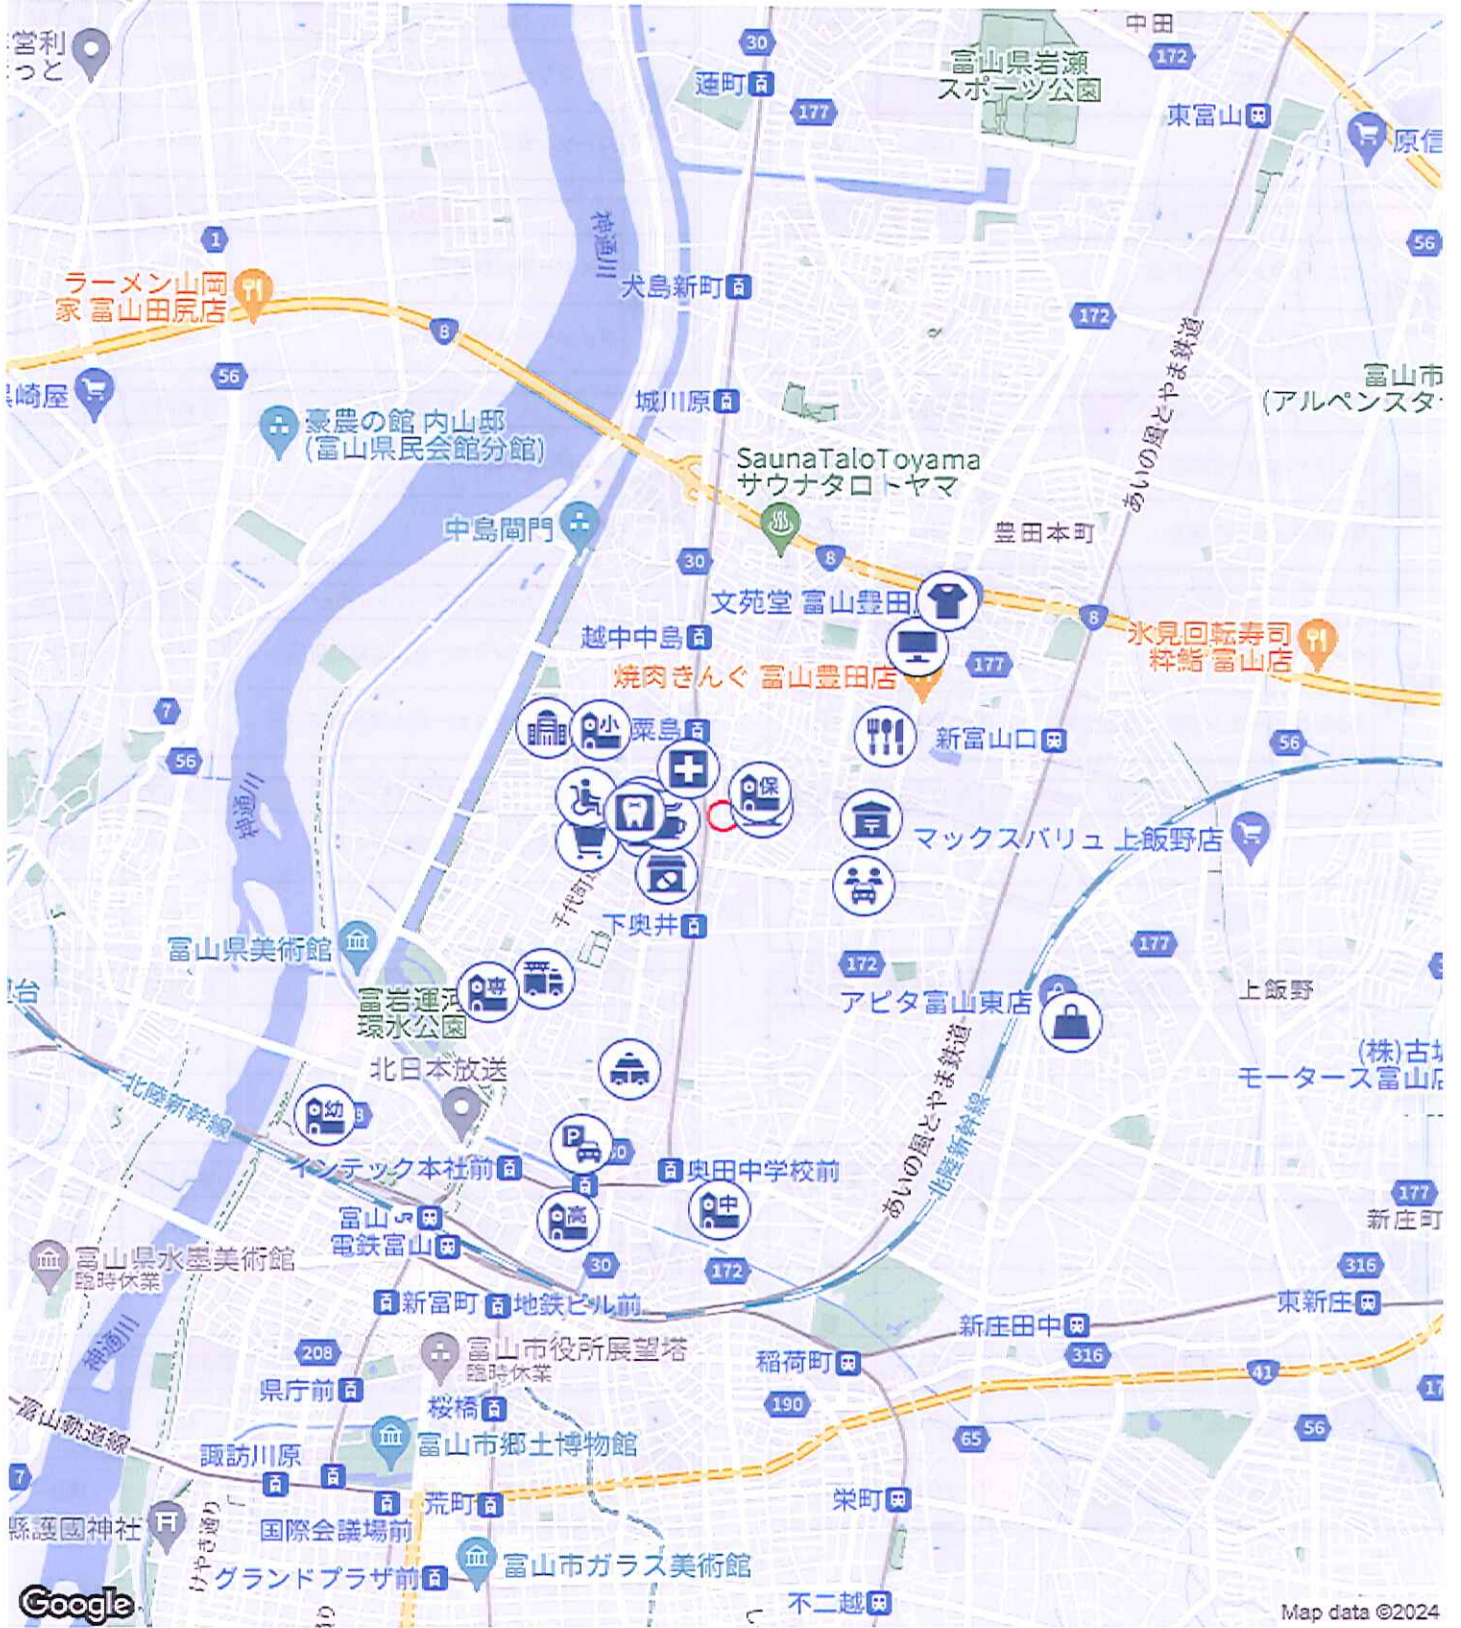 営利
中田
30
172
富山県岩瀬
スポーツ公園
蓮町
177
東富山
原信
神通川
1
56
ラーメン山岡
家 富山田尻店
犬島新町
8
172
あいの風とやま鉄道
56
富山市
(アルペンスタ
城川原
豪農の館 内山邸
(富山県民会館分館)
SaunaTaloToyama
サウナタロトヤマ
中島閘門
豊田本町
30
8
文苑堂 富山豊田
8
越中中島
氷見回転寿司
粋鮨 富山店
177
焼肉きんぐ 富山豊田店
7
小
粟島
新富山口
56
56
神通川
保
マックスバリュ 上飯野店
千代町
下奥井
富山県美術館
172
177
専
アピタ富山東店
上飯野
富岩運河
環水公園
北日本放送
(株)古
モータース富山店
北陸新幹線
幼
あいの風とやま鉄道
北陸新幹線
P
インテック本社前
奥田中学校前
177
新庄町
中
高
富山
電鉄富山
富山県水墨美術館
臨時休業
30
172
316
新富町
地鉄ビル前
東新庄
新庄田中
神通川
208
富山市役所展望塔
臨時休業
稲荷町
316
41
県庁前
桜橋
190
56
富山軌道線
65
富山市郷土博物館
諏訪川原
7
荒町
栄町
縣護國神社
けやき通り
国際会議場前
富山市ガラス美術館
グランドプラザ前
不二越
Google
Map data ©2024